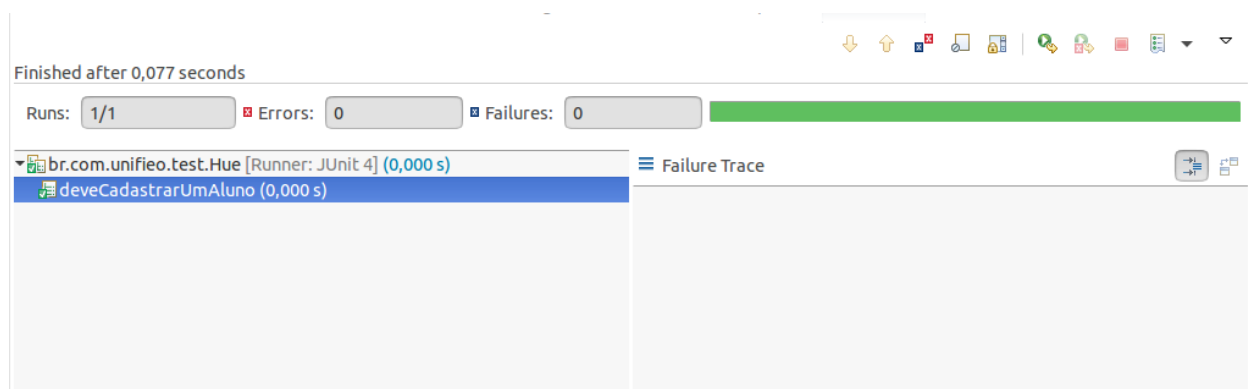 Finished after 0,077 seconds
Runs: 1/1 Errors: 0 Failures: 0
br.com.unifieo.test.Hue [Runner: JUnit 4] (0,000 s)
Failure Trace
deveCadastrarUmAluno (0,000 s)